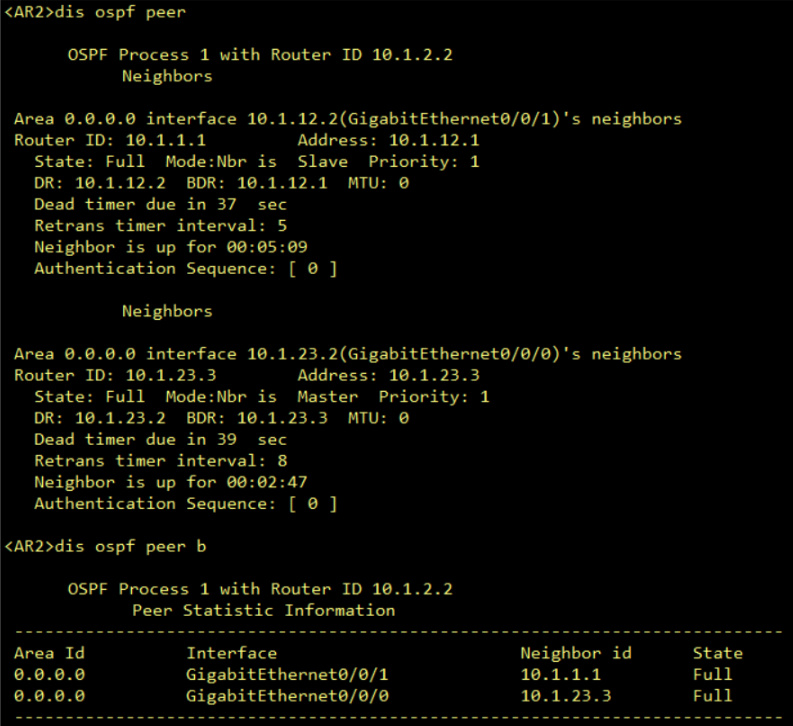 <AR2>dis ospf peer
OSPF Process 1 with Router ID 10.1.2.2
Neighbors
Area 0.0.0.0 interface 10.1.12.2(GigabitEthernet0/0/1)'s neighbors
Router ID: 10.1.1.1 Address: 10.1.12.1
State: Full Mode:Nbr is Slave Priority: 1
DR: 10.1.12.2 BDR: 10.1.12.1 MTU: 0
Dead timer due in 37 sec
Retrans timer interval: 5
Neighbor is up for 00:05:09
Authentication Sequence: [ 0 ]
Neighbors
Area 0.0.0.0 interface 10.1.23.2(GigabitEthernet0/0/0)'s neighbors
Router ID: 10.1.23.3 Address: 10.1.23.3
State: Full Mode:Nbr is Master Priority: 1
DR: 10.1.23.2 BDR: 10.1.23.3 MTU: 0
Dead timer due in 39 sec
Retrans timer interval: 8
Neighbor is up for 00:02:47
Authentication Sequence: [ 0 ]
<AR2>dis ospf peer b
OSPF Process 1 with Router ID 10.1.2.2
Peer Statistic Information
----------------------------------------------------------------------------
Area Id Interface Neighbor id State
0.0.0.0 GigabitEthernet0/0/1 10.1.1.1 Full
0.0.0.0 GigabitEthernet0/0/0 10.1.23.3 Full
----------------------------------------------------------------------------